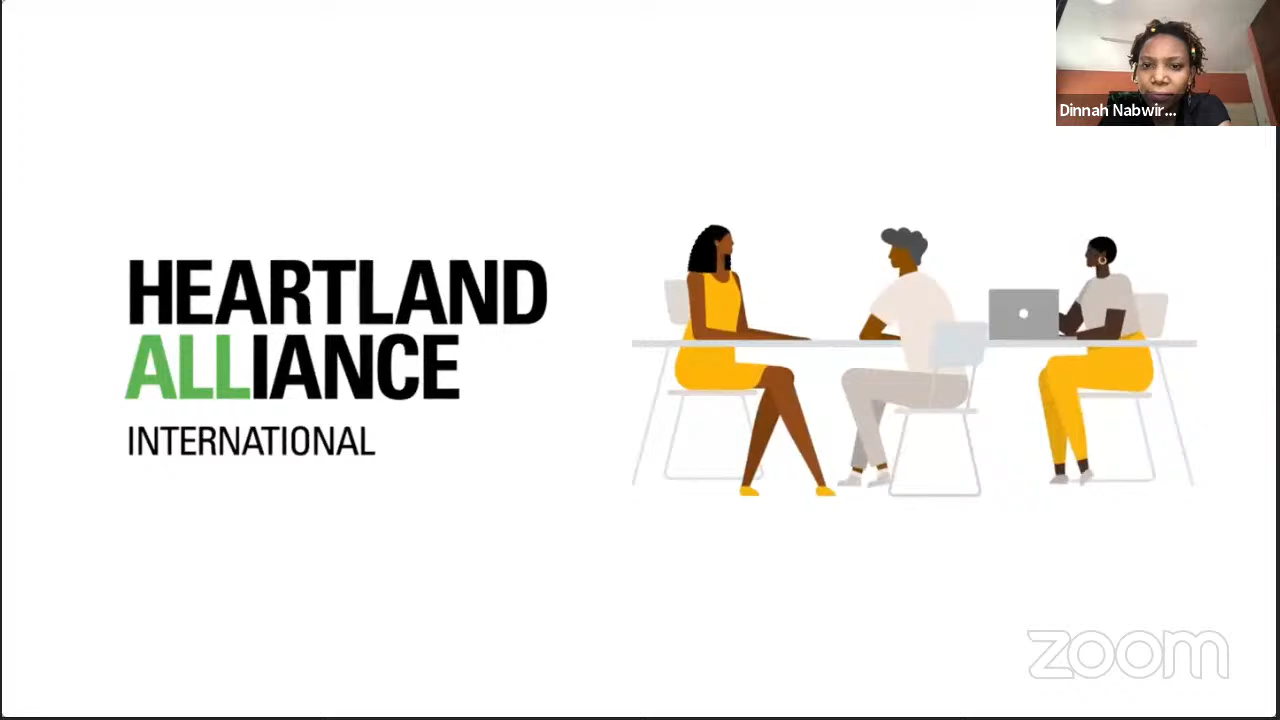 Dinnah Nabwir...
HEARTLAND
ALLIANCE
INTERNATIONAL
zoom